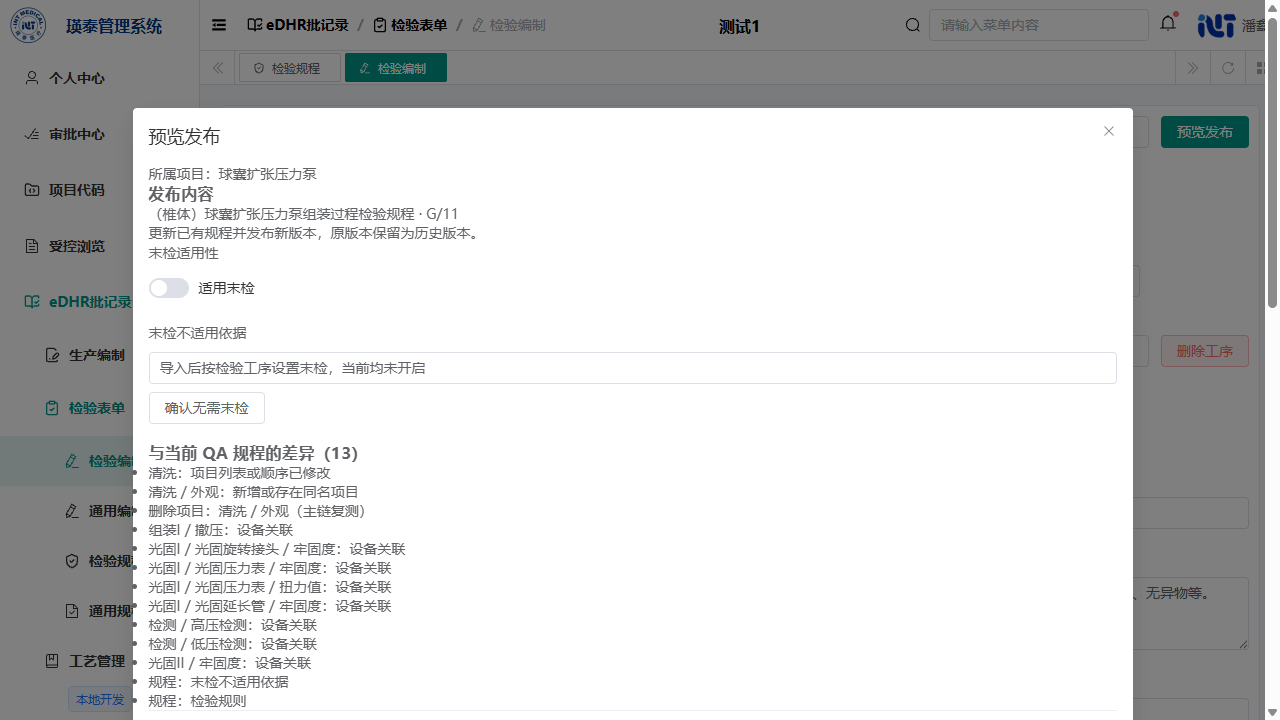 瑛泰管理系统
eDHR批记录 / 检验表单 / 检验编制
测试1
请输入菜单内容
潘鑫
检验规程
检验编制
个人中心
审批中心
项目代码
受控浏览
eDHR批记录
生产编制
检验表单
检验编
通用编
检验规
通用规
工艺管理
本地开发
预览发布
删除工序
、无异物等。
预览发布
所属项目：球囊扩张压力泵
发布内容
（椎体）球囊扩张压力泵组装过程检验规程 · G/11
更新已有规程并发布新版本，原版本保留为历史版本。
末检适用性
适用末检
末检不适用依据
导入后按检验工序设置末检，当前均未开启
确认无需末检
与当前 QA 规程的差异（13）
清洗：项目列表或顺序已修改
清洗 / 外观：新增或存在同名项目
删除项目：清洗 / 外观（主链复测）
组装Ⅰ / 撤压：设备关联
光固Ⅰ / 光固旋转接头 / 牢固度：设备关联
光固Ⅰ / 光固压力表 / 牢固度：设备关联
光固Ⅰ / 光固压力表 / 扭力值：设备关联
光固Ⅰ / 光固延长管 / 牢固度：设备关联
检测 / 高压检测：设备关联
检测 / 低压检测：设备关联
光固II / 牢固度：设备关联
规程：末检不适用依据
规程：检验规则